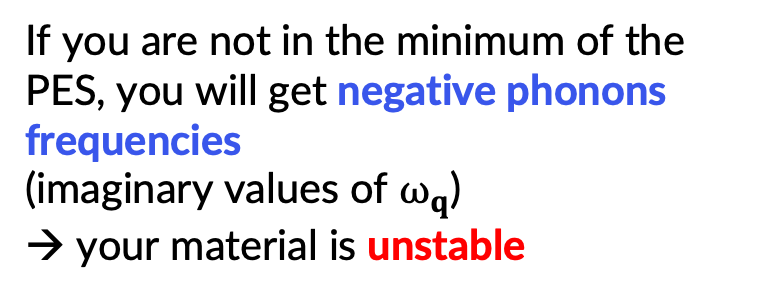 If you are not in the minimum of the
PES, you will get negative phonons
frequencies
(imaginary values of ω𝐪)
→ your material is unstable